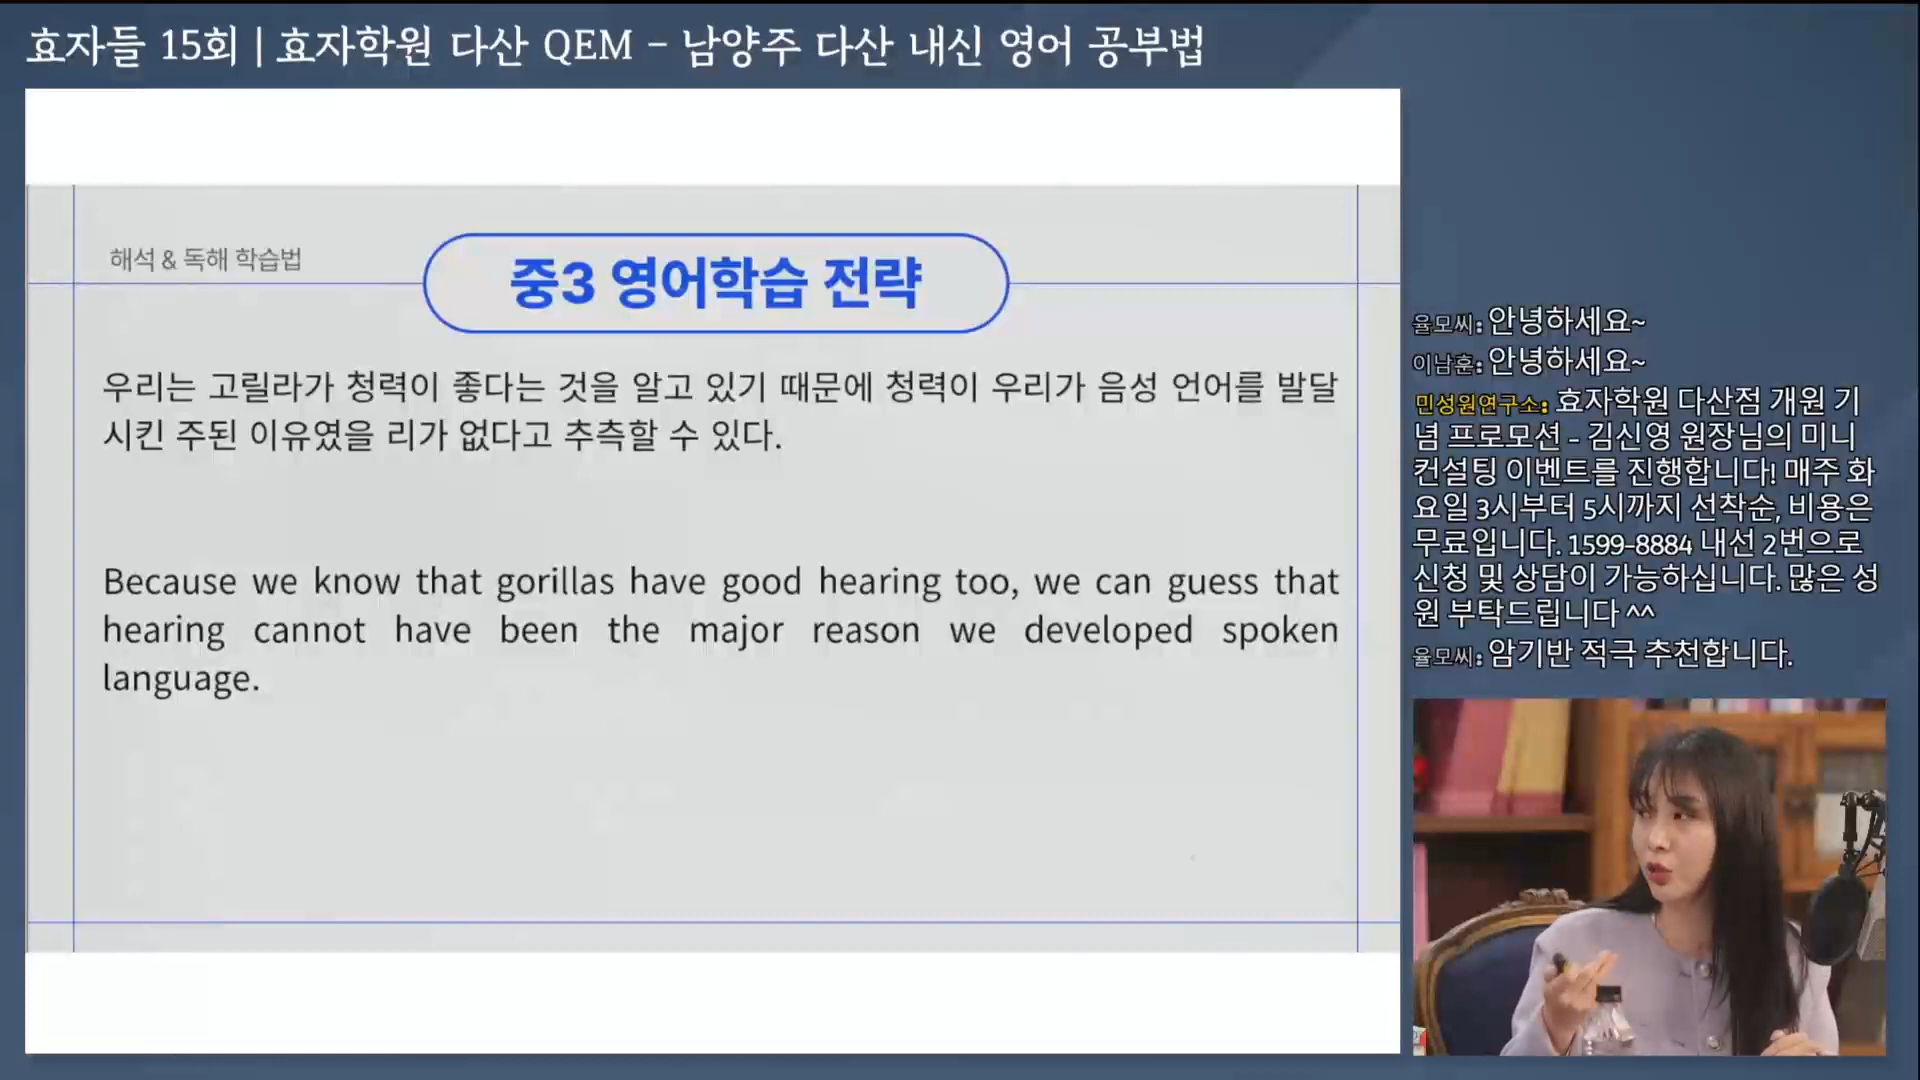 효자들 15회 | 효자학원 다산 QEM - 남양주 다산 내신 영어 공부법
해석 & 독해 학습법
중3 영어학습 전략
우리는 고릴라가 청력이 좋다는 것을 알고 있기 때문에 청력이 우리가 음성 언어를 발달
시킨 주된 이유였을 리가 없다고 추측할 수 있다.
Because we know that gorillas have good hearing too, we can guess that
hearing cannot have been the major reason we developed spoken
language.
율모씨: 안녕하세요~
이남훈: 안녕하세요~
민성원연구소: 효자학원 다산점 개원 기
념 프로모션 - 김신영 원장님의 미니
컨설팅 이벤트를 진행합니다! 매주 화
요일 3시부터 5시까지 선착순, 비용은
무료입니다. 1599-8884 내선 2번으로
신청 및 상담이 가능하십니다. 많은 성
원 부탁드립니다 ^^
율모씨: 암기반 적극 추천합니다.